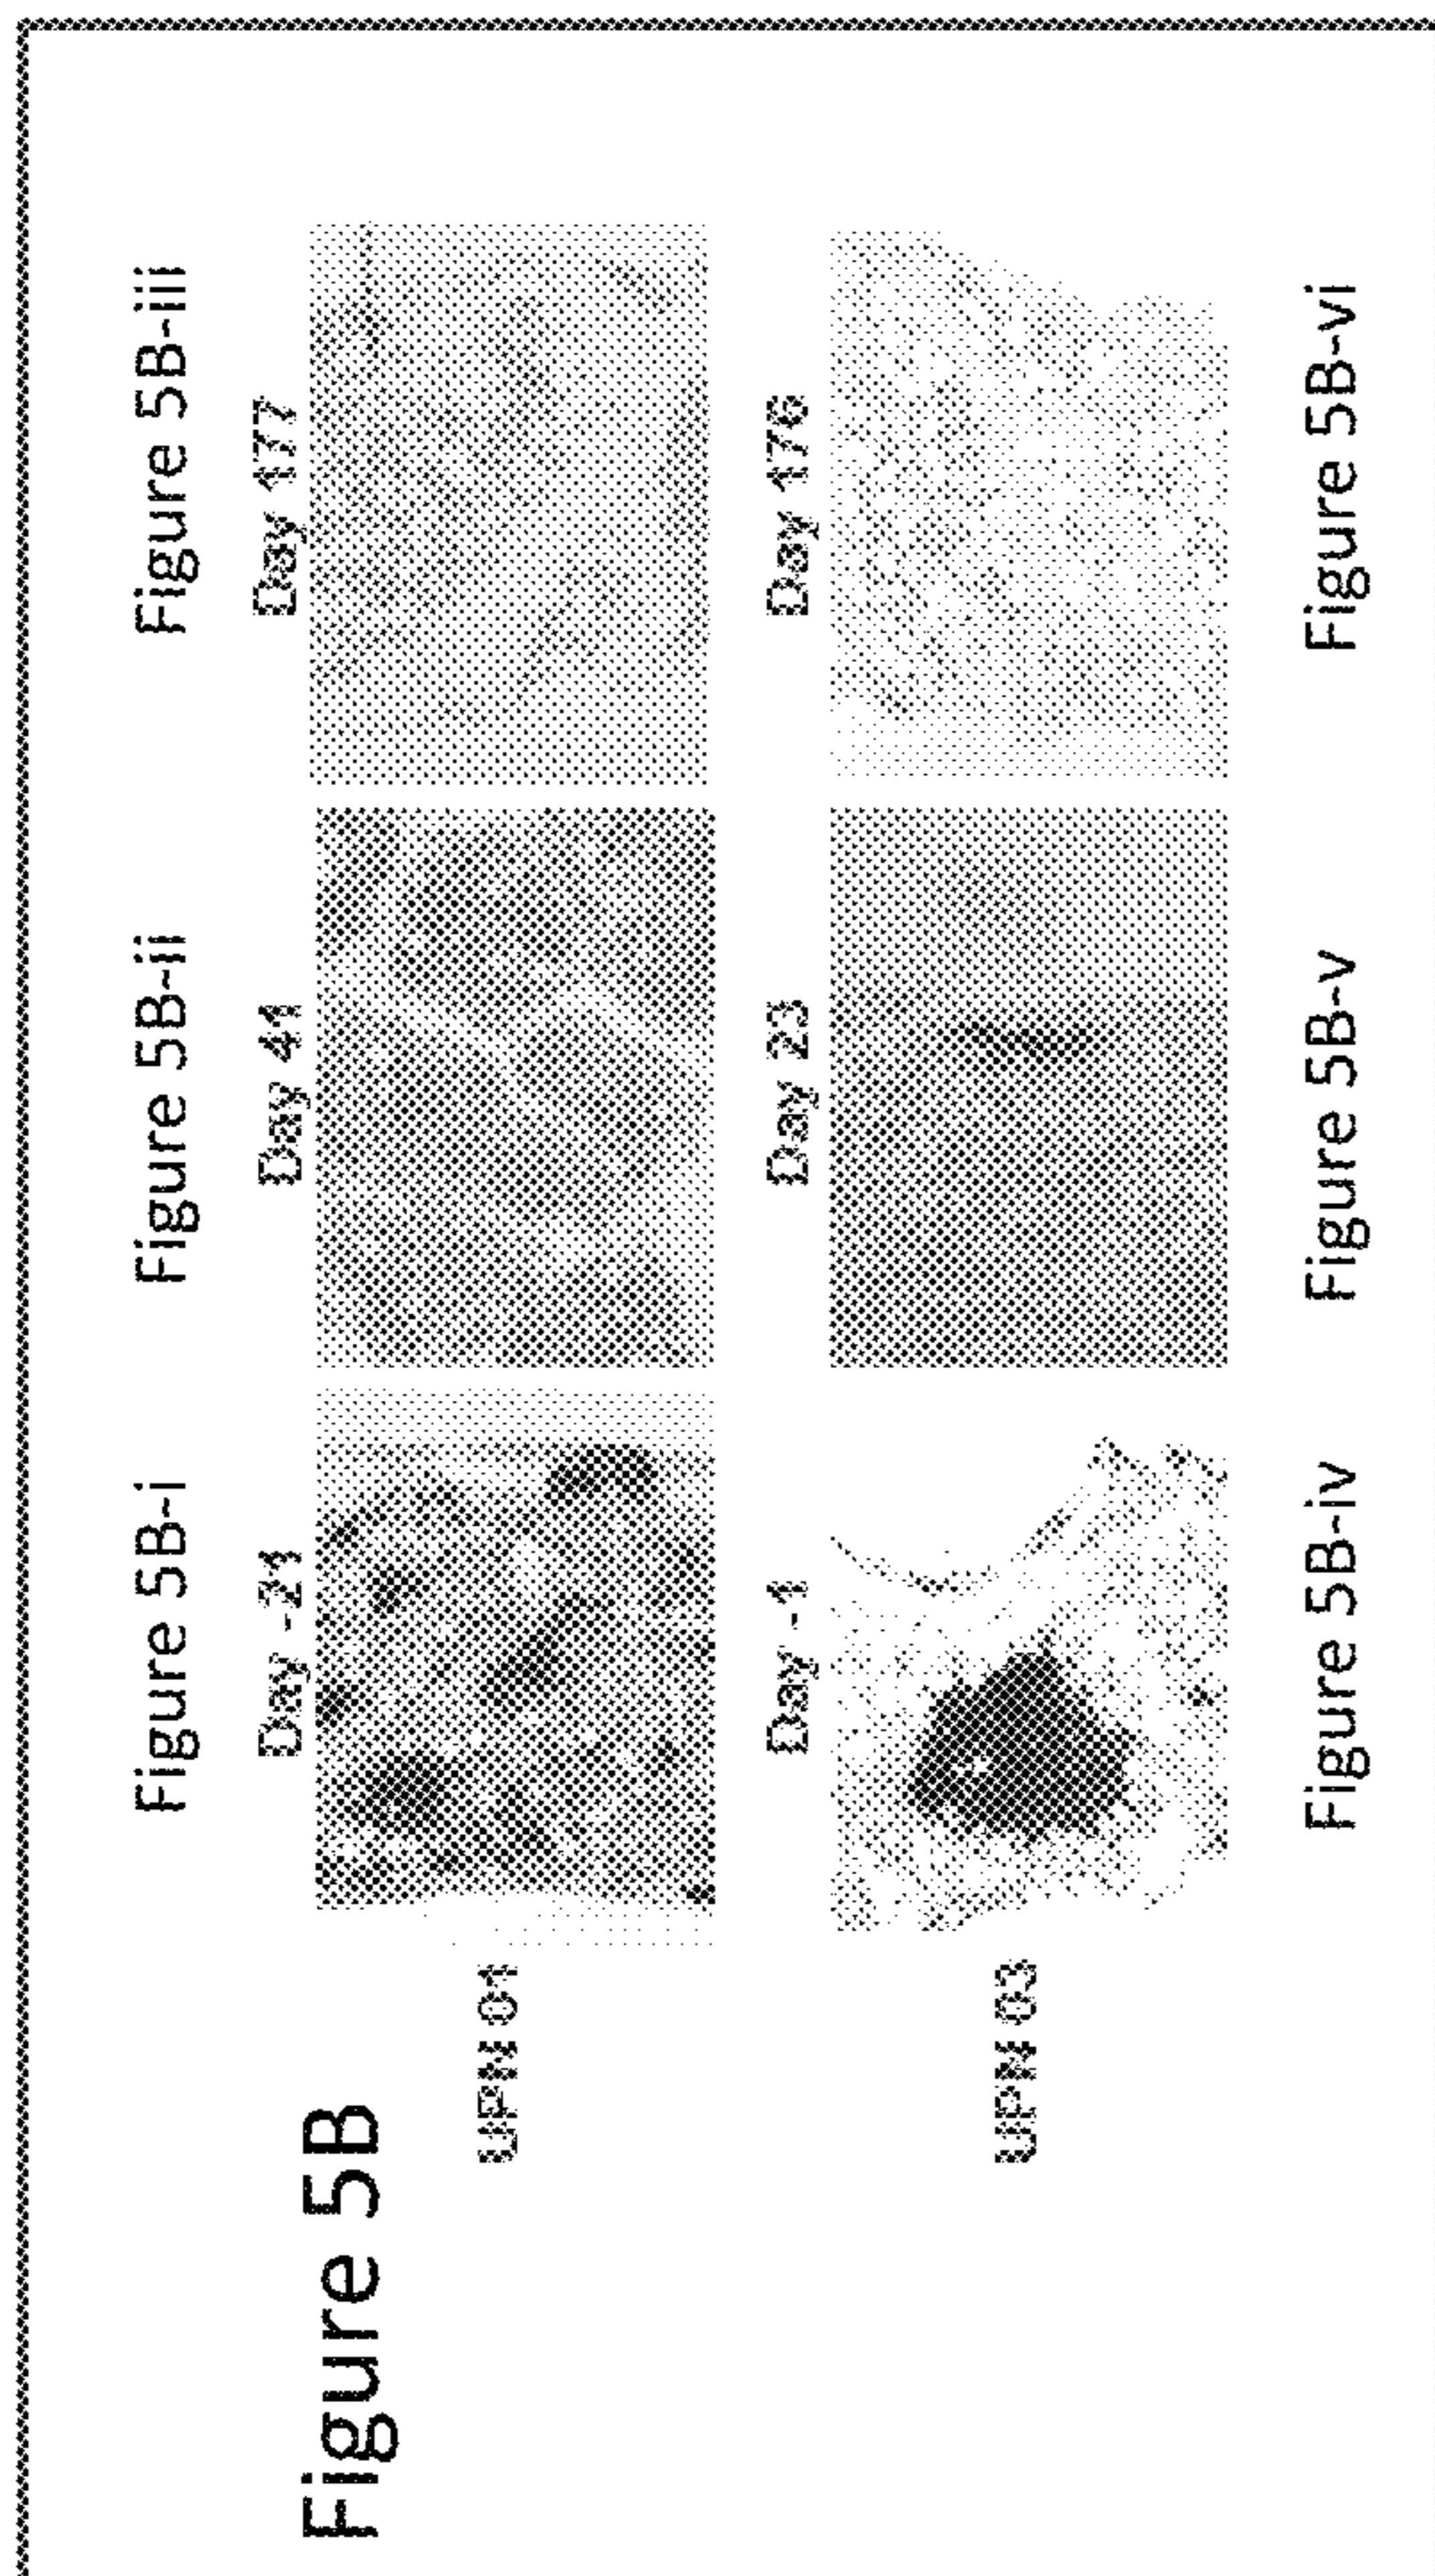 Figure 5B-i Figure 5B-ii Figure 5B-iii
Day -21 Day 41 Day 177
Figure 5B
UPN 01
Day -1 Day 23 Day 176
UPN 03
Figure 5B-iv Figure 5B-v Figure 5B-vi